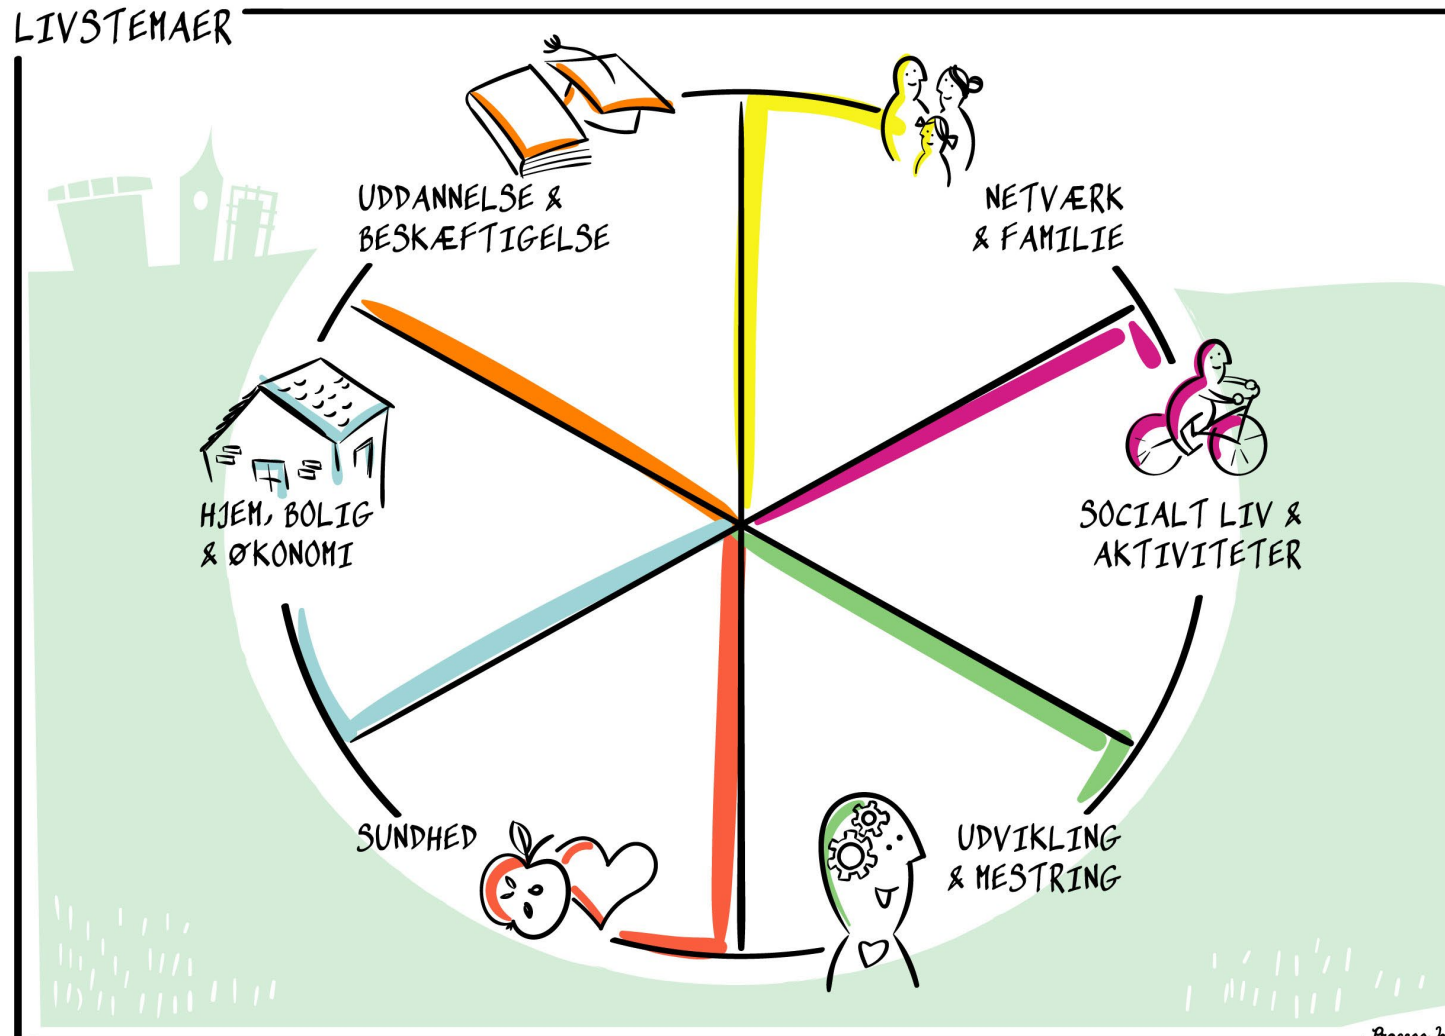 LIVSTEMAER
UDDANNELSE &
BESKÆFTIGELSE
NETVÆRK
& FAMILIE
HJEM, BOLIG
& ØKONOMI
SOCIALT LIV &
AKTIVITETER
SUNDHED
UDVIKLING
& MESTRING